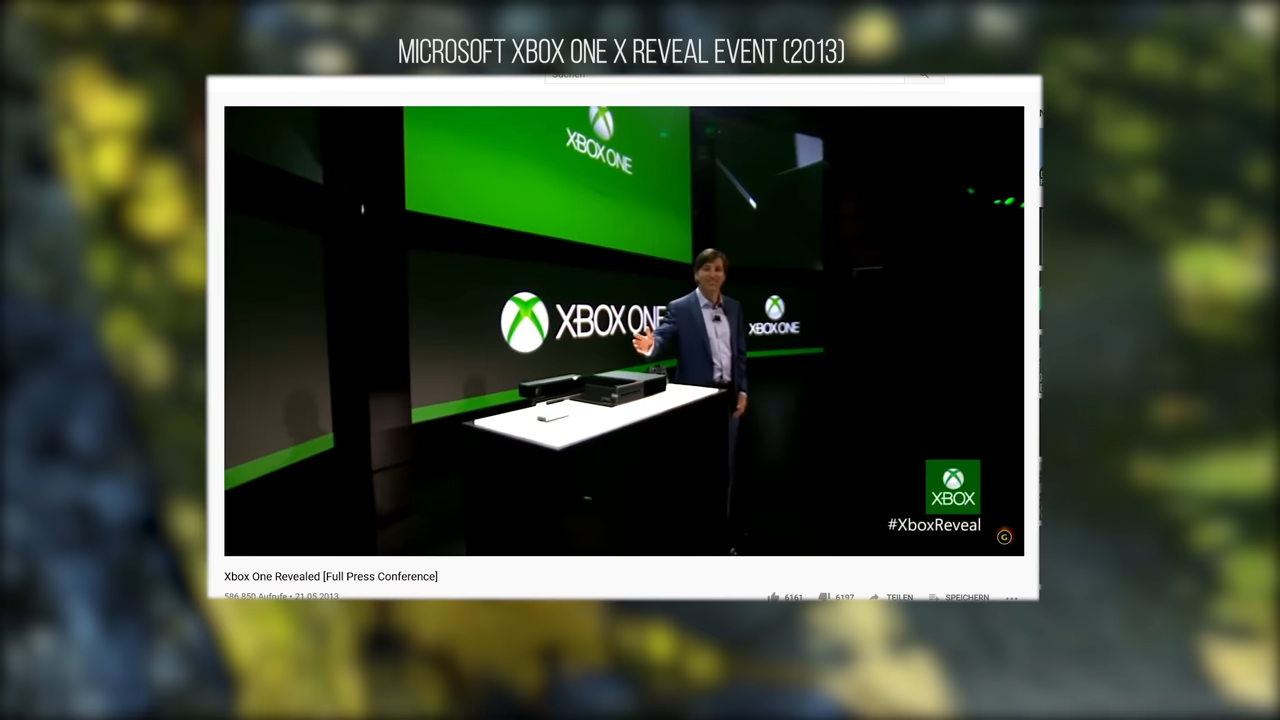 MICROSOFT XBOX ONE X REVEAL EVENT (2013)
Suchen
XBOX ONE
XBOX ONE
XBOX ONE
XBOX
#XboxReveal
G
Xbox One Revealed [Full Press Conference]
586.850 Aufrufe • 21.05.2013
6161
6197
TEILEN
SPEICHERN